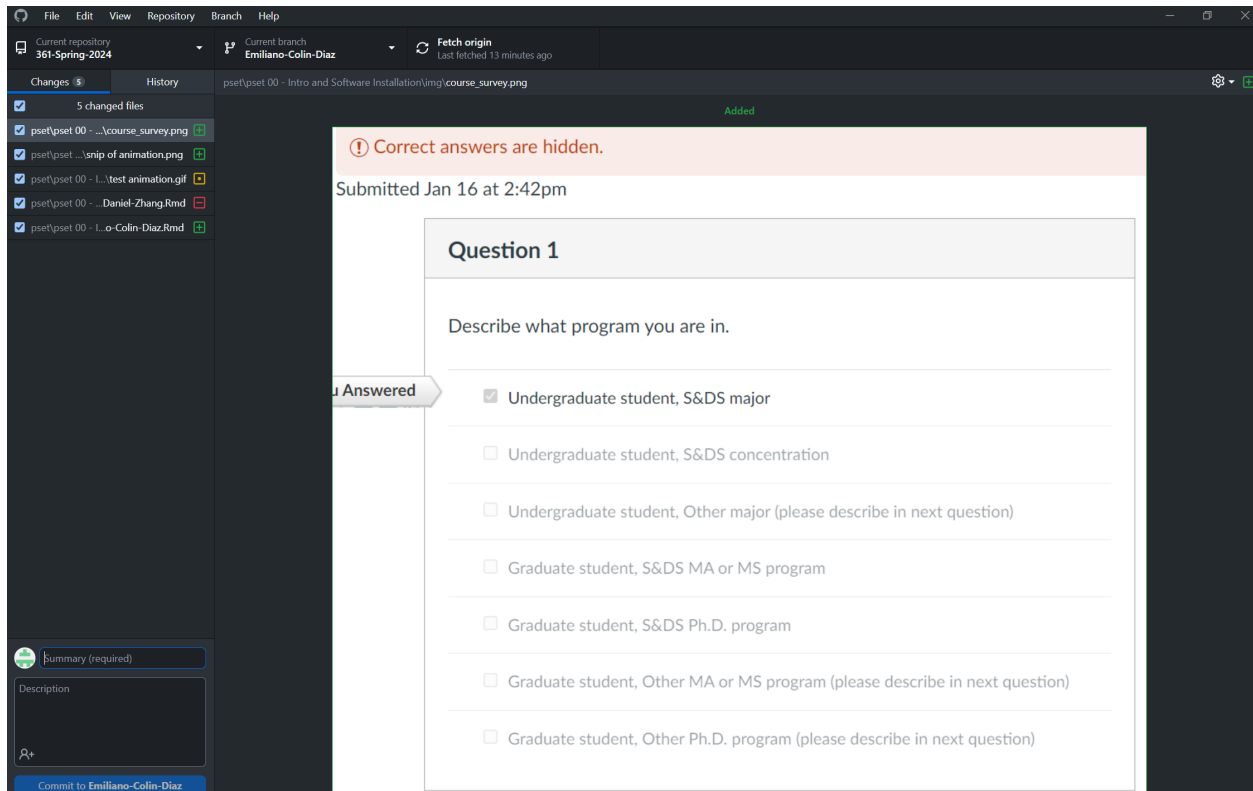 File Edit View Repository Branch Help
Current repository
361-Spring-2024
Current branch
Emiliano-Colin-Diaz
Fetch origin
Last fetched 13 minutes ago
Changes 5 History
pset\pset 00 - Intro and Software Installation\img\course_survey.png
5 changed files
pset\pset 00 - ...\course_survey.png
pset\pset ...\snip of animation.png
pset\pset 00 - I...\test animation.gif
pset\pset 00 - ...Daniel-Zhang.Rmd
pset\pset 00 - I...o-Colin-Diaz.Rmd
Summary (required)
Description
Commit to Emiliano-Colin-Diaz
Added
Correct answers are hidden.
Submitted Jan 16 at 2:42pm
Question 1
Describe what program you are in.
u Answered
Undergraduate student, S&DS major
Undergraduate student, S&DS concentration
Undergraduate student, Other major (please describe in next question)
Graduate student, S&DS MA or MS program
Graduate student, S&DS Ph.D. program
Graduate student, Other MA or MS program (please describe in next question)
Graduate student, Other Ph.D. program (please describe in next question)